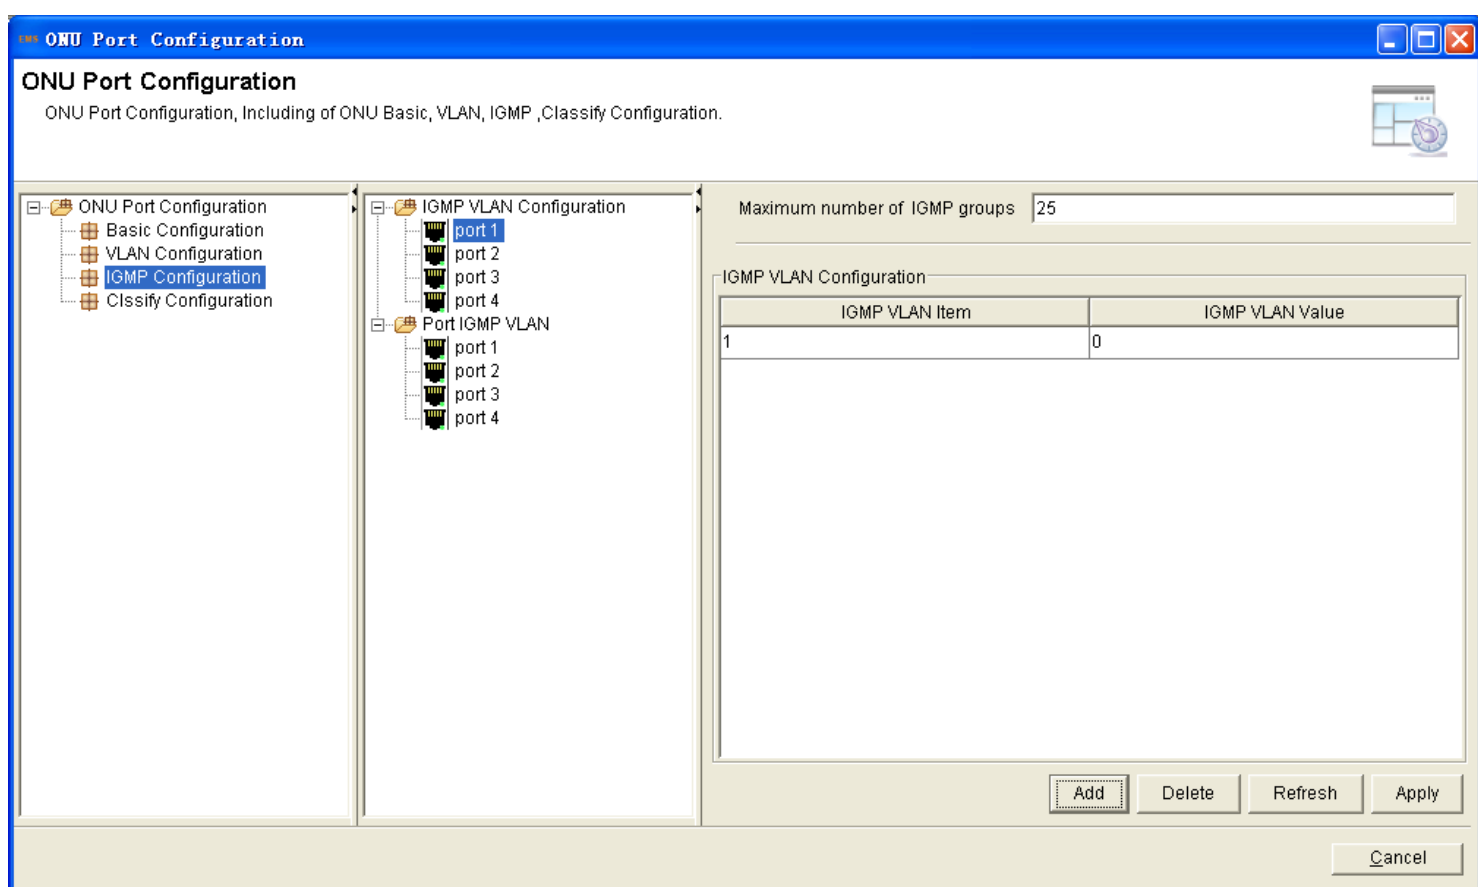 EMS ONU Port Configuration
ONU Port Configuration
ONU Port Configuration, Including of ONU Basic, VLAN, IGMP ,Classify Configuration.
ONU Port Configuration
Basic Configuration
VLAN Configuration
IGMP Configuration
Clssify Configuration
IGMP VLAN Configuration
port 1
port 2
port 3
port 4
Port IGMP VLAN
port 1
port 2
port 3
port 4
Maximum number of IGMP groups 25
IGMP VLAN Configuration
IGMP VLAN Item IGMP VLAN Value
1 0
Add Delete Refresh Apply
Cancel